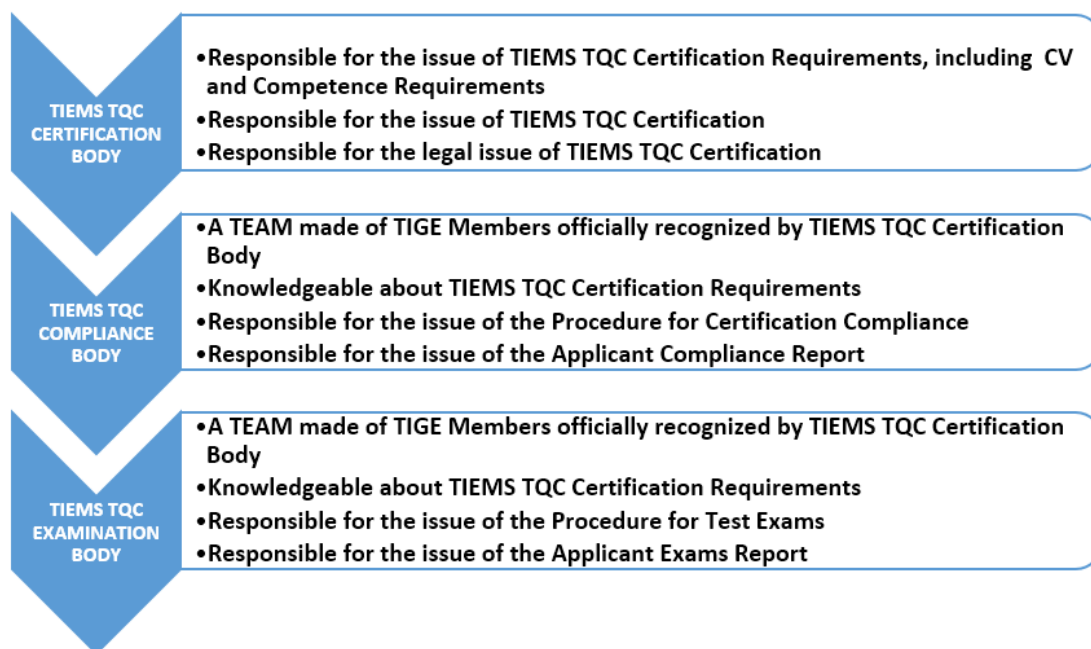 TIEMS TQC
CERTIFICATION
BODY
•Responsible for the issue of TIEMS TQC Certification Requirements, including  CV
and Competence Requirements
•Responsible for the issue of TIEMS TQC Certification
•Responsible for the legal issue of TIEMS TQC Certification
TIEMS TQC
COMPLIANCE
BODY
•A TEAM made of TIGE Members officially recognized by TIEMS TQC Certification
Body
•Knowledgeable about TIEMS TQC Certification Requirements
•Responsible for the issue of the Procedure for Certification Compliance
•Responsible for the issue of the Applicant Compliance Report
TIEMS TQC
EXAMINATION
BODY
•A TEAM made of TIGE Members officially recognized by TIEMS TQC Certification
Body
•Knowledgeable about TIEMS TQC Certification Requirements
•Responsible for the issue of the Procedure for Test Exams
•Responsible for the issue of the Applicant Exams Report